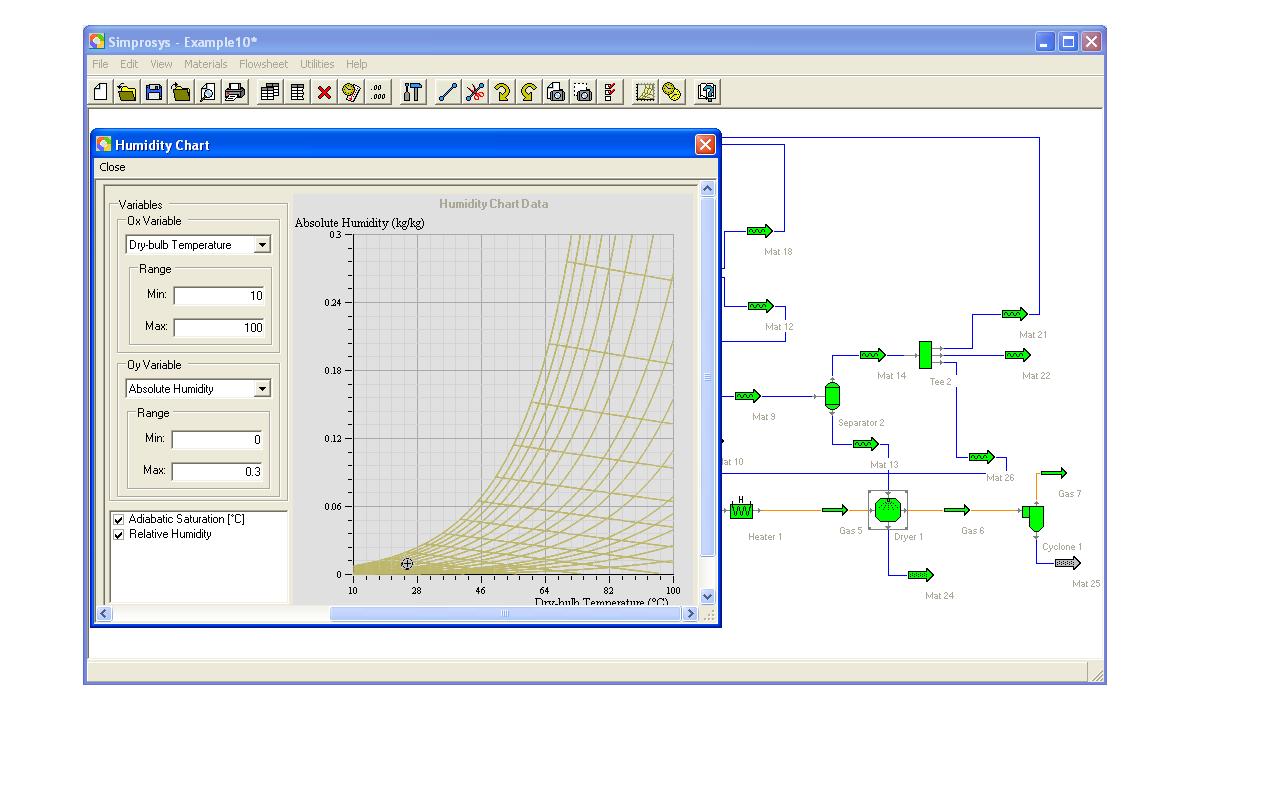 Simprosys - Example10*
File Edit View Materials Flowsheet Utilities Help
.00
.000
Humidity Chart
Close
Variables
Ox Variable
Dry-bulb Temperature
Range
Min: 10
Max: 100
Oy Variable
Absolute Humidity
Range
Min: 0
Max: 0.3
Adiabatic Saturation [°C]
Relative Humidity
Humidity Chart Data
Absolute Humidity (kg/kg)
0.3
0.24
0.18
0.12
0.06
0
10 28 46 64 82 100
Dry-bulb Temperature (°C)
Mat 18
Mat 12
Mat 21
Mat 14
Tee 2
Mat 22
Mat 9
Separator 2
Mat 13
Mat 26
Gas 7
H
Heater 1
Gas 5
Dryer 1
Gas 6
Cyclone 1
Mat 24
Mat 25